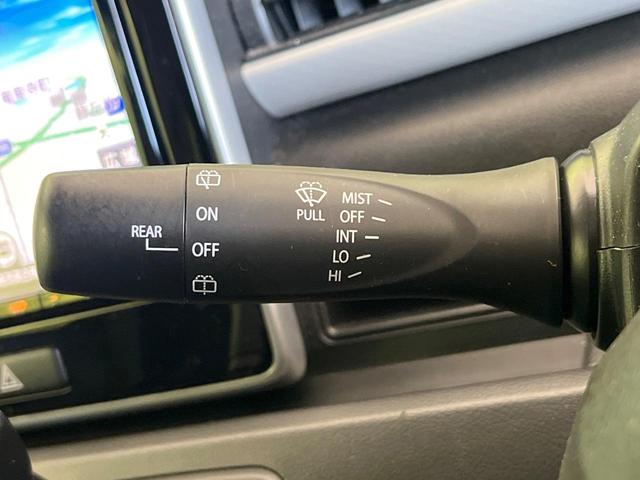 ON
REAR
OFF
PULL
MIST
OFF
INT
LO
HI